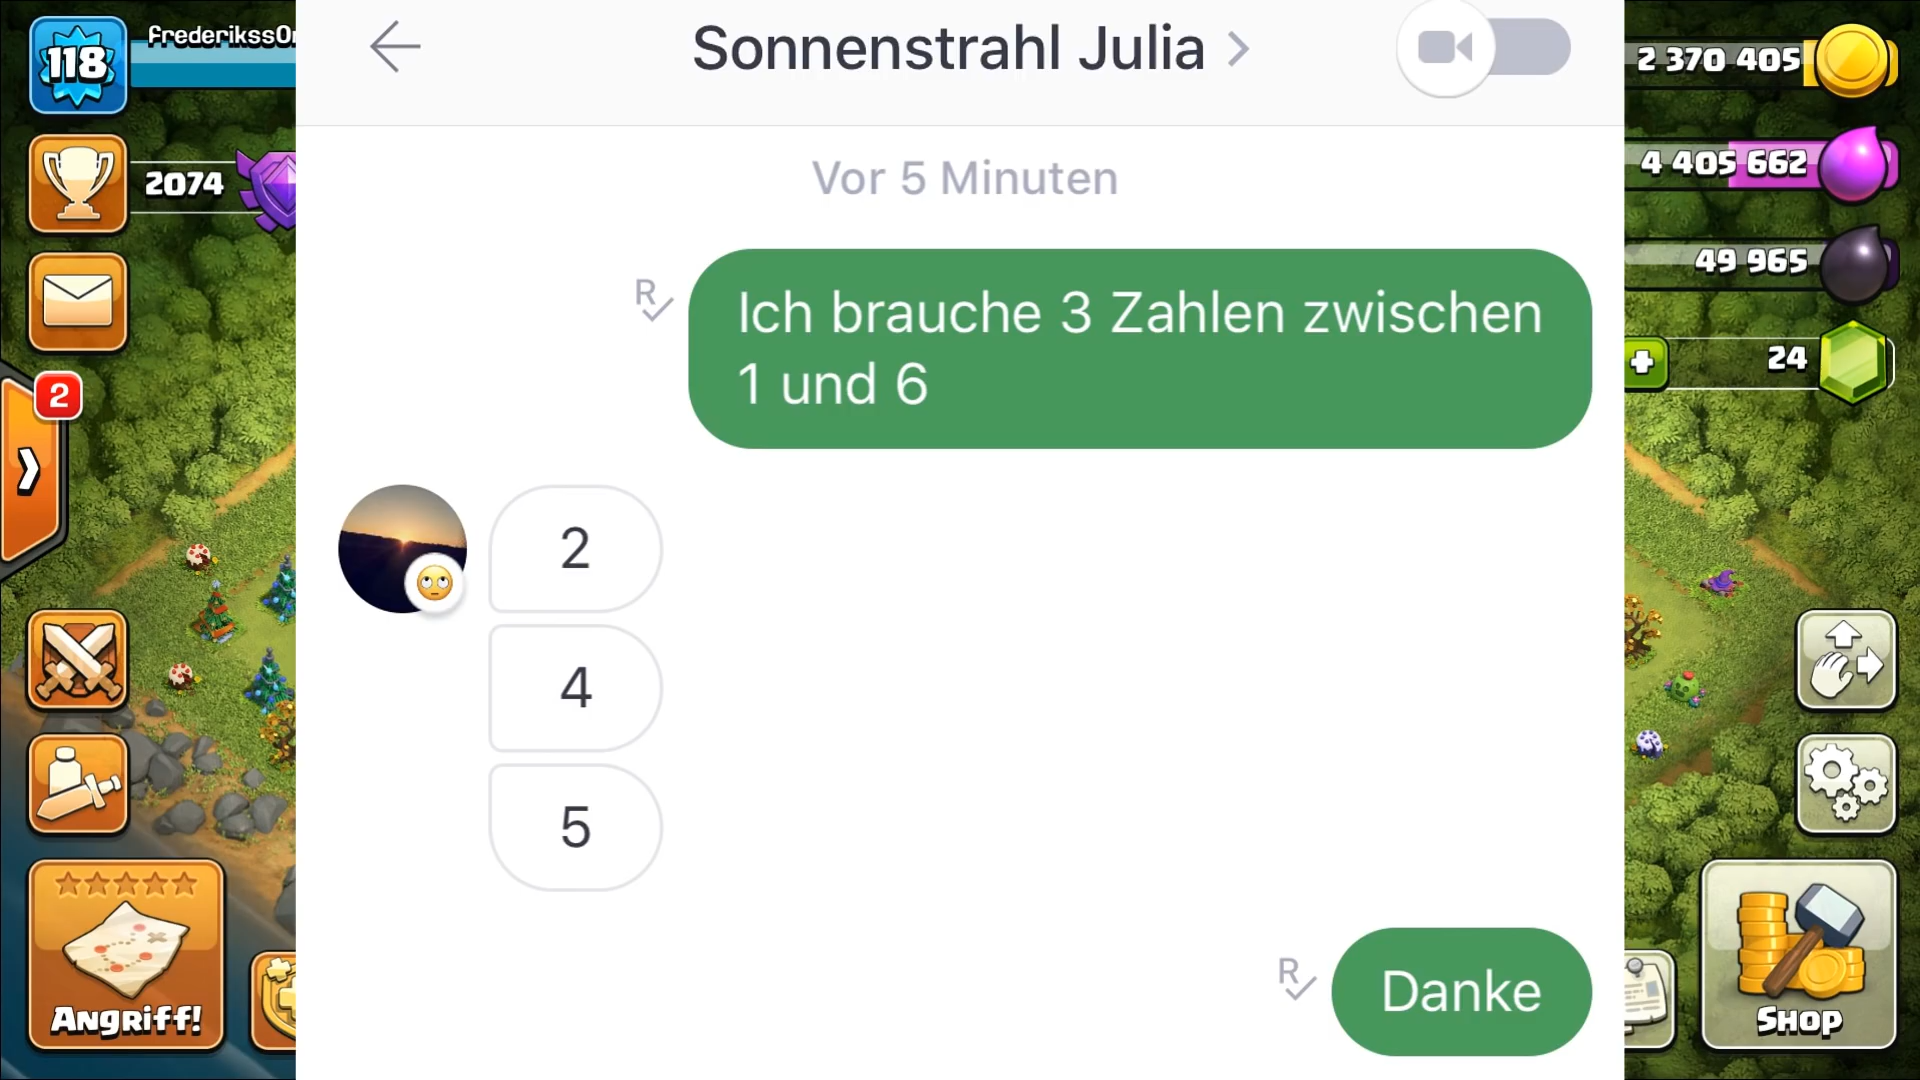 118
frederikss0
2074
2
Angriff!
Sonnenstrahl Julia
Vor 5 Minuten
R
Ich brauche 3 Zahlen zwischen
1 und 6
2
4
5
R
Danke
2 370 405
4 405 662
49 965
24
Shop